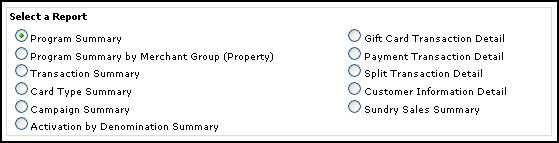 Select a Report
Program Summary
Program Summary by Merchant Group (Property)
Transaction Summary
Card Type Summary
Campaign Summary
Activation by Denomination Summary
Gift Card Transaction Detail
Payment Transaction Detail
Split Transaction Detail
Customer Information Detail
Sundry Sales Summary